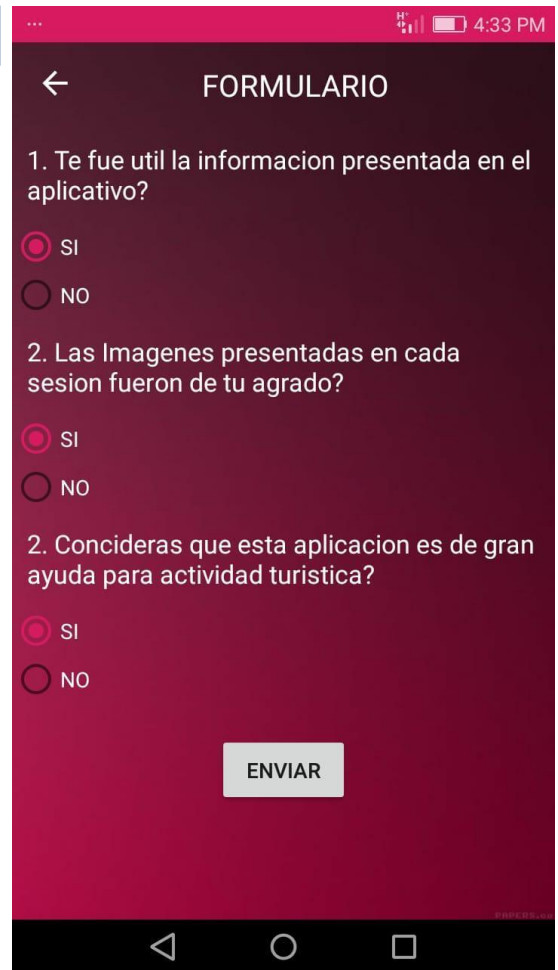 ... H+ 4:33 PM
FORMULARIO
1. Te fue util la informacion presentada en el
aplicativo?
SI
NO
2. Las Imagenes presentadas en cada
sesion fueron de tu agrado?
SI
NO
2. Concideras que esta aplicacion es de gran
ayuda para actividad turistica?
SI
NO
ENVIAR